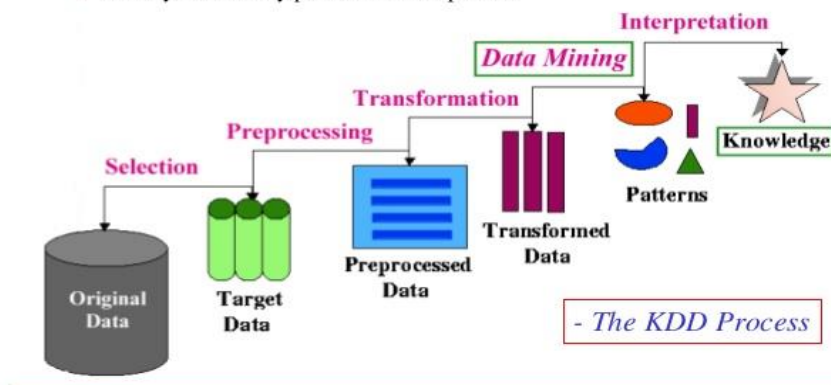 Interpretation
Data Mining
Transformation
Preprocessing
Selection
Knowledge
Patterns
Transformed
Data
Preprocessed
Data
Target
Data
Original
Data
- The KDD Process